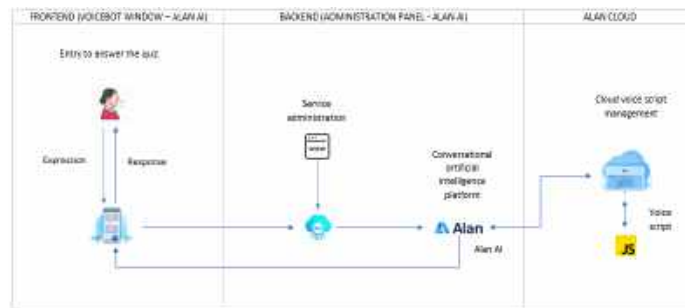 FRONTEND (VOICEBOT WINDOW – ALAN AI)
BACKEND (ADMINISTRATION PANEL - ALAN AI)
ALAN CLOUD
Entry to answer the quiz
Service
administration
Cloud voice script
management
Conversational
artificial
intelligence
platform
Expression
Response
Alan
Alan AI
Voice
script
JS